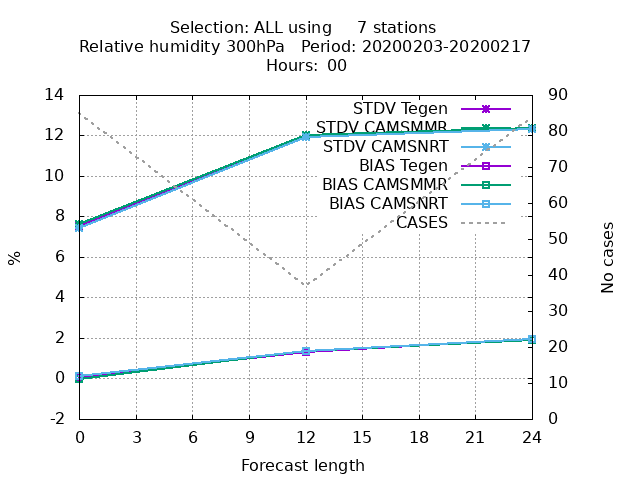 Selection: ALL using     7 stations
Relative humidity 300hPa   Period: 20200203-20200217
Hours: 00
14
12
10
8
6
4
2
0
-2
%
90
80
70
60
50
40
30
20
10
0
No cases
STDV Tegen
STDV CAMSMMR
STDV CAMSNRT
BIAS Tegen
BIAS CAMSMMR
BIAS CAMSNRT
CASES
0 3 6 9 12 15 18 21 24
Forecast length